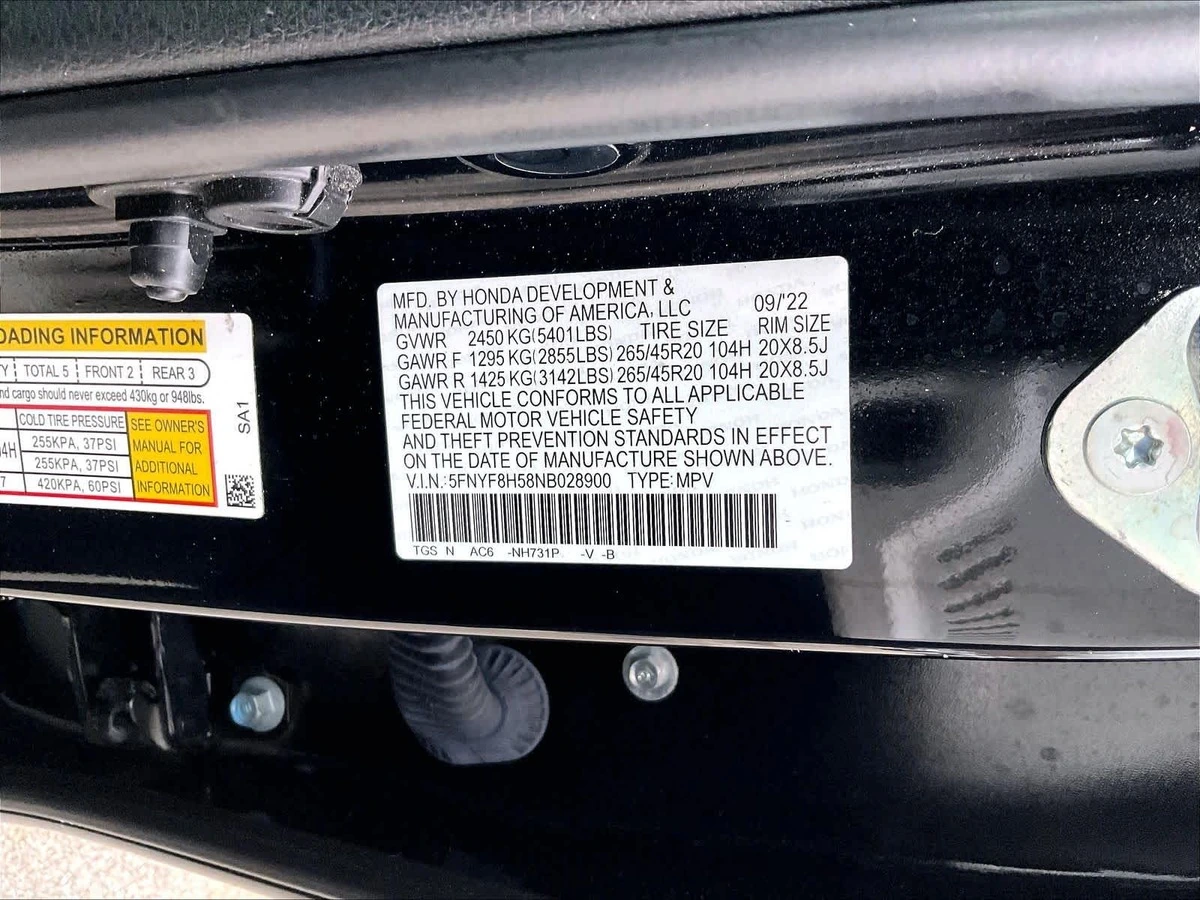 OADING INFORMATION
TY TOTAL 5 FRONT 2 REAR 3
nd cargo should never exceed 430kg or 948lbs.
COLD TIRE PRESSURE
04H 255KPA, 37PSI
255KPA, 37PSI
7 420KPA, 60PSI
SEE OWNER'S
MANUAL FOR
ADDITIONAL
INFORMATION
SA1
MFD. BY HONDA DEVELOPMENT &
MANUFACTURING OF AMERICA, LLC 09/'22
GVWR 2450 KG(5401LBS) TIRE SIZE RIM SIZE
GAWR F 1295 KG(2855LBS) 265/45R20 104H 20X8.5J
GAWR R 1425 KG(3142LBS) 265/45R20 104H 20X8.5J
THIS VEHICLE CONFORMS TO ALL APPLICABLE
FEDERAL MOTOR VEHICLE SAFETY
AND THEFT PREVENTION STANDARDS IN EFFECT
ON THE DATE OF MANUFACTURE SHOWN ABOVE.
V.I.N.:5FNYF8H58NB028900 TYPE:MPV
TGS N AC6 -NH731P -V -B